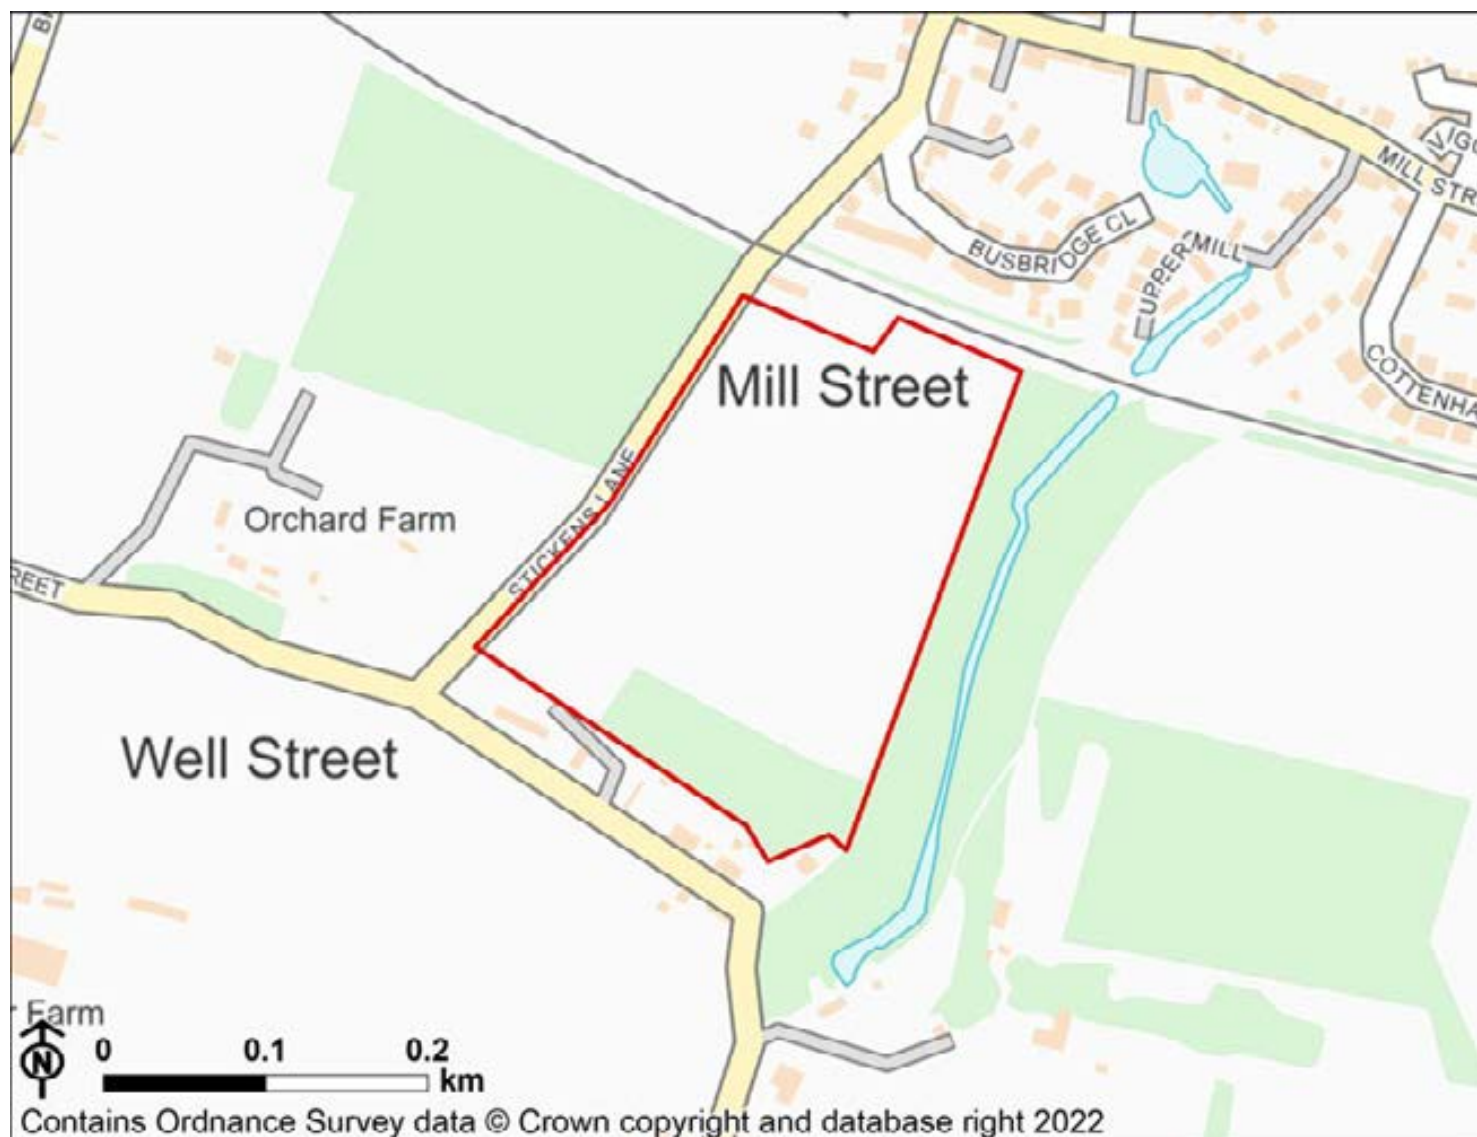 MILL STR
BUSBRIDGE CL
UPPER MILL
COTTENHA
Mill Street
STICKENS LANE
Orchard Farm
REET
Well Street
Farm
N
0 0.1 0.2
km
Contains Ordnance Survey data © Crown copyright and database right 2022